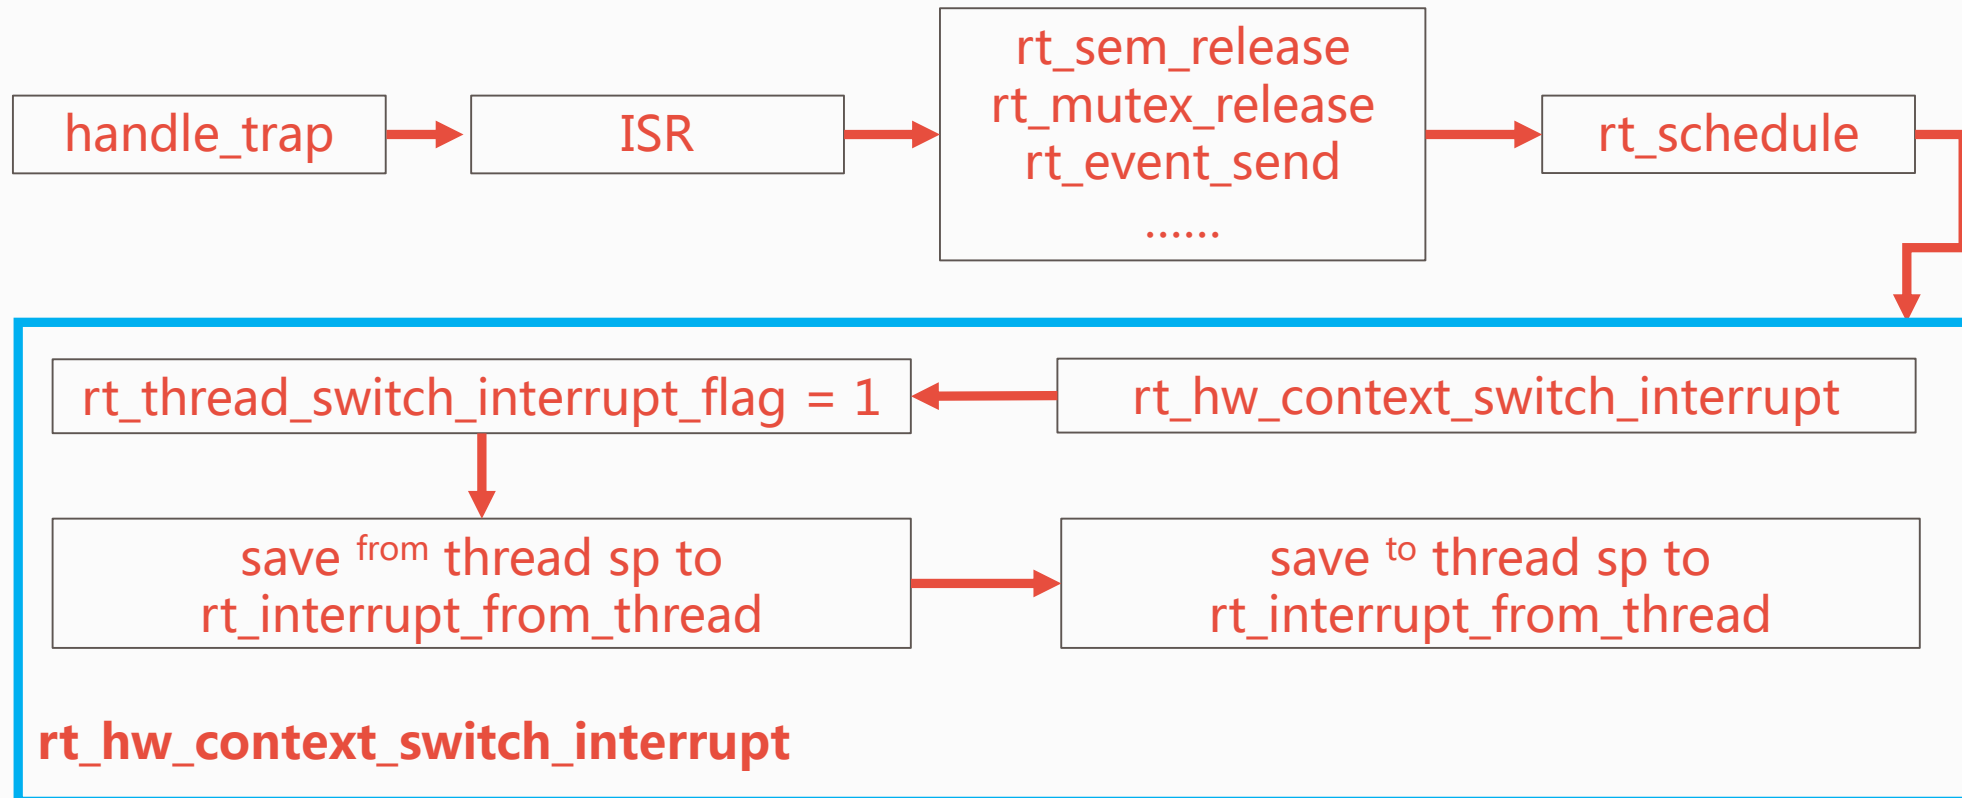 handle_trap
ISR
rt_sem_release
rt_mutex_release
rt_event_send
......
rt_schedule
rt_hw_context_switch_interrupt
rt_thread_switch_interrupt_flag = 1
save from thread sp to
rt_interrupt_from_thread
save to thread sp to
rt_interrupt_from_thread
rt_hw_context_switch_interrupt